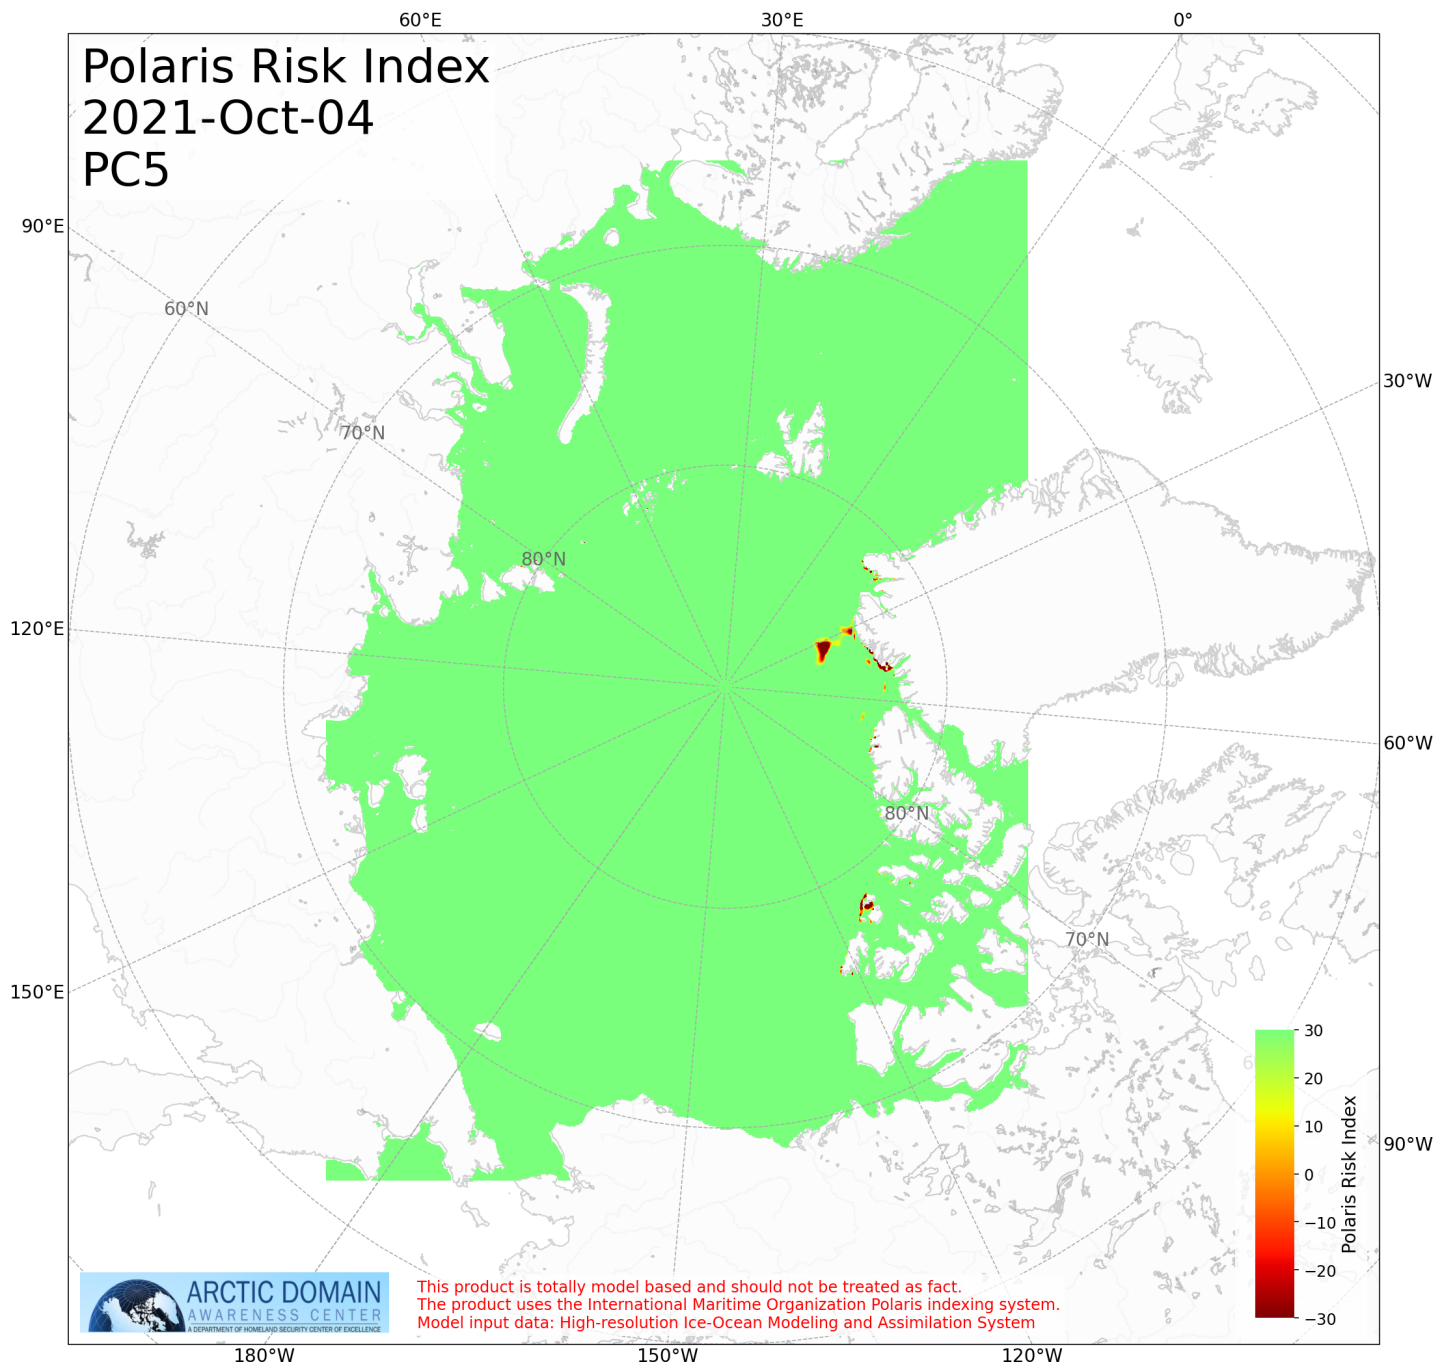 60°E 30°E 0°
Polaris Risk Index
2021-Oct-04
PC5
90°E
60°N
30°W
70°N
80°N
120°E
60°W
80°N
70°N
150°E
30
20
10
0
−10
−20
−30
Polaris Risk Index
90°W
ARCTIC DOMAIN
AWARENESS CENTER
A DEPARTMENT OF HOMELAND SECURITY CENTER OF EXCELLENCE
This product is totally model based and should not be treated as fact.
The product uses the International Maritime Organization Polaris indexing system.
Model input data: High-resolution Ice-Ocean Modeling and Assimilation System
180°W 150°W 120°W